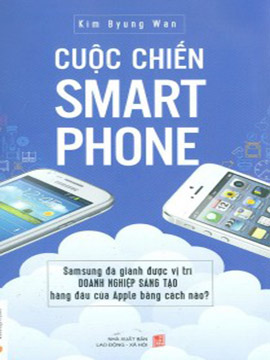 Kim Byung Wan
CUỘC CHIẾN
SMART
PHONE
Samsung đã giành được vị trí
DOANH NGHIỆP SÁNG TẠO
hàng đầu của Apple bằng cách nào?
NHÀ XUẤT BẢN
LAO ĐỘNG - XÃ HỘI